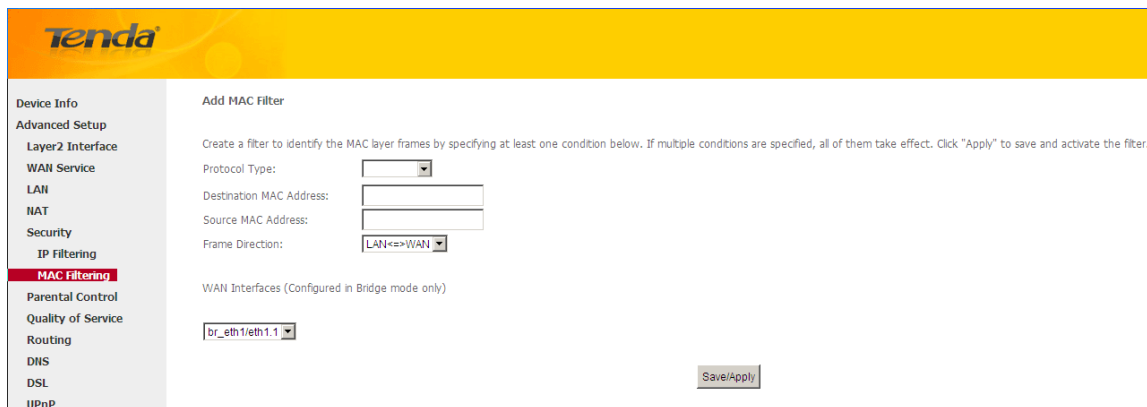 Tenda
Device Info
Advanced Setup
Layer2 Interface
WAN Service
LAN
NAT
Security
IP Filtering
MAC Filtering
Parental Control
Quality of Service
Routing
DNS
DSL
UPnP
Add MAC Filter
Create a filter to identify the MAC layer frames by specifying at least one condition below. If multiple conditions are specified, all of them take effect. Click "Apply" to save and activate the filter.
Protocol Type:
Destination MAC Address:
Source MAC Address:
Frame Direction: LAN<=>WAN
WAN Interfaces (Configured in Bridge mode only)
br_eth1/eth1.1
Save/Apply